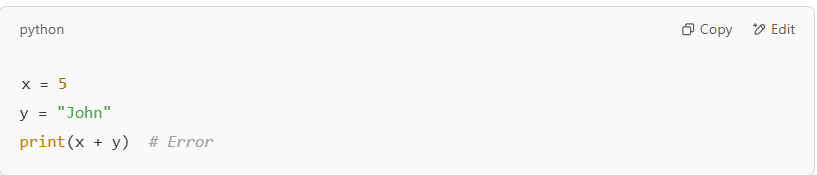 python
Copy
Edit
x = 5
y = "John"
print(x + y)  # Error